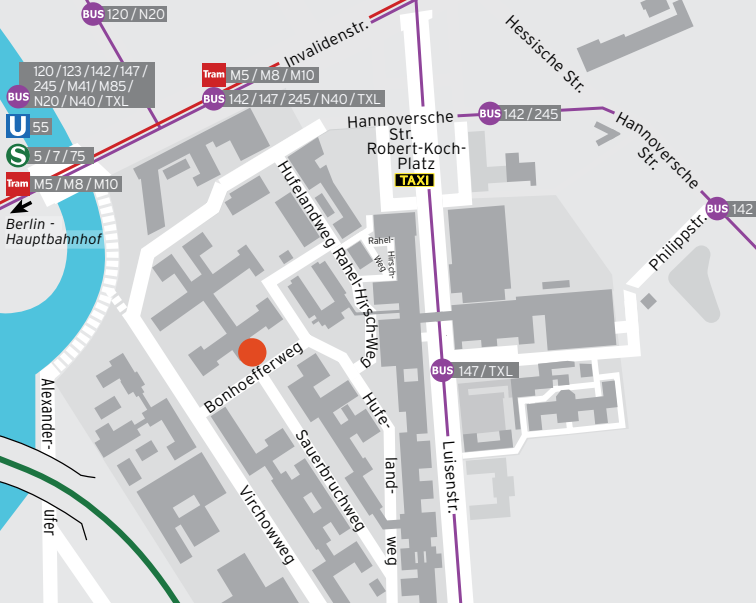 BUS 120 / N20
Hessische Str.
Invalidenstr.
120 / 123 / 142 / 147 /
245 / M41 / M85 /
BUS N20 / N40 / TXL
Tram M5 / M8 / M10
BUS 142 / 147 / 245 / N40 / TXL
U 55
S 5 / 7 / 75
Tram M5 / M8 / M10
Berlin -
Hauptbahnhof
Hannoversche
Str.
Robert-Koch-
Platz
TAXI
BUS 142 / 245
Hannoversche
Str.
BUS 142
Philippstr.
Hufelandweg
Rahel-Hirsch-Weg
Rahel-
Hirsch-
Weg
BUS 147 / TXL
Bonhoefferweg
Alexander-
ufer
Hufe-
land-
weg
Sauerbruchweg
Virchowweg
Luisenstr.